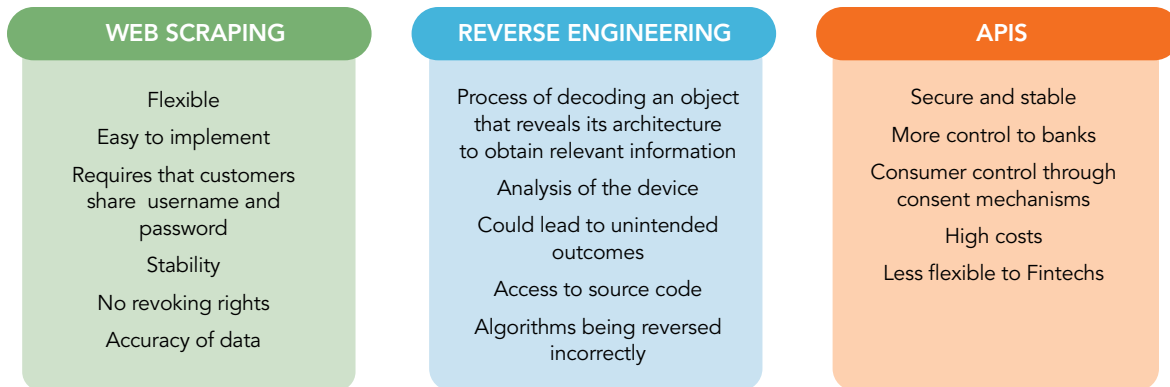 WEB SCRAPING
Flexible
Easy to implement
Requires that customers
share username and
password
Stability
No revoking rights
Accuracy of data
REVERSE ENGINEERING
Process of decoding an object
that reveals its architecture
to obtain relevant information
Analysis of the device
Could lead to unintended
outcomes
Access to source code
Algorithms being reversed
incorrectly
APIS
Secure and stable
More control to banks
Consumer control through
consent mechanisms
High costs
Less flexible to Fintechs